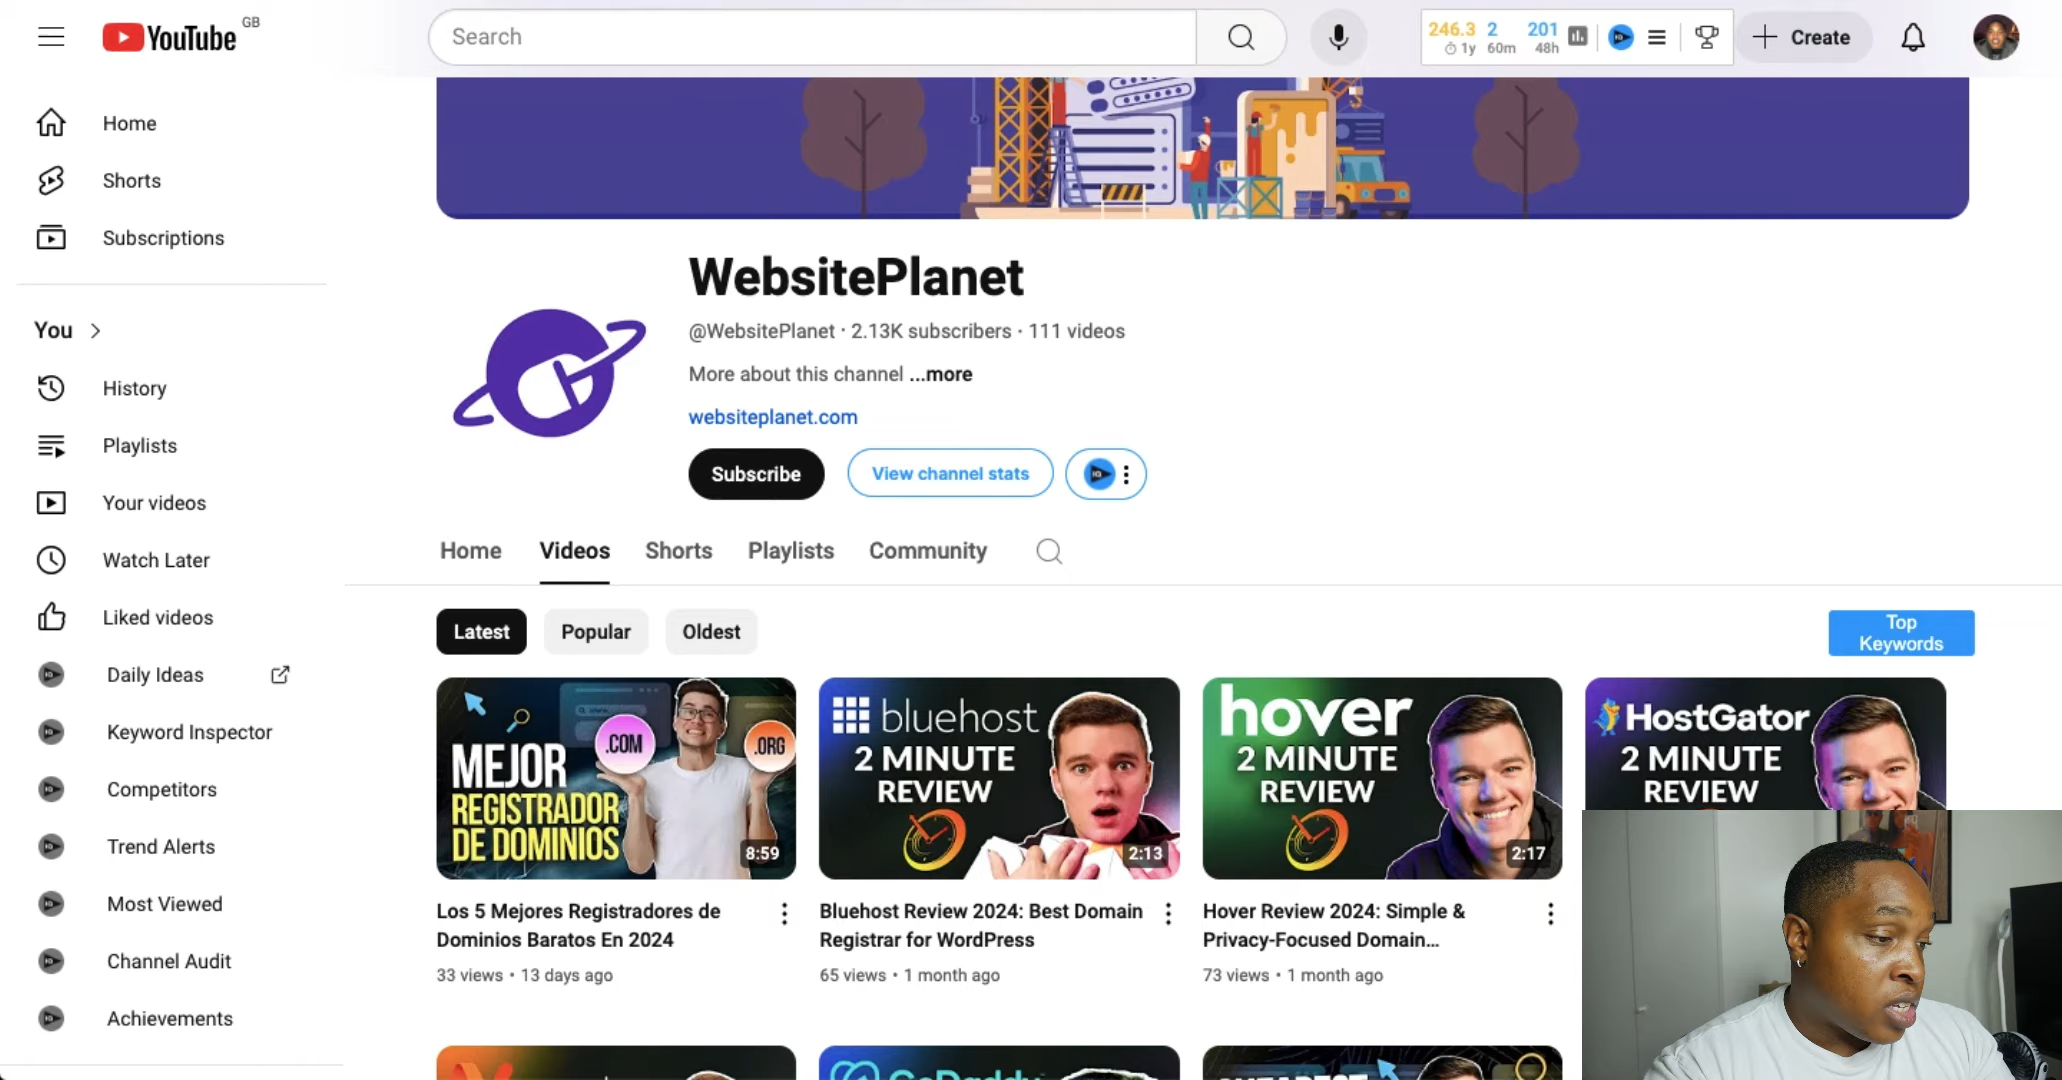 YouTube GB
Search
246.3 2 201
1y 60m 48h
Create
Home
Shorts
Subscriptions
You
History
Playlists
Your videos
Watch Later
Liked videos
Daily Ideas
Keyword Inspector
Competitors
Trend Alerts
Most Viewed
Channel Audit
Achievements
WebsitePlanet
@WebsitePlanet · 2.13K subscribers · 111 videos
More about this channel ...more
websiteplanet.com
Subscribe
View channel stats
Home Videos Shorts Playlists Community
Latest Popular Oldest
Top
Keywords
MEJOR
REGISTRADOR
DE DOMINIOS
.COM
.ORG
8:59
Los 5 Mejores Registradores de
Dominios Baratos En 2024
33 views · 13 days ago
bluehost
2 MINUTE
REVIEW
2:13
Bluehost Review 2024: Best Domain
Registrar for WordPress
65 views · 1 month ago
hover
2 MINUTE
REVIEW
2:17
Hover Review 2024: Simple &
Privacy-Focused Domain...
73 views · 1 month ago
HostGator
2 MINUTE
REVIEW